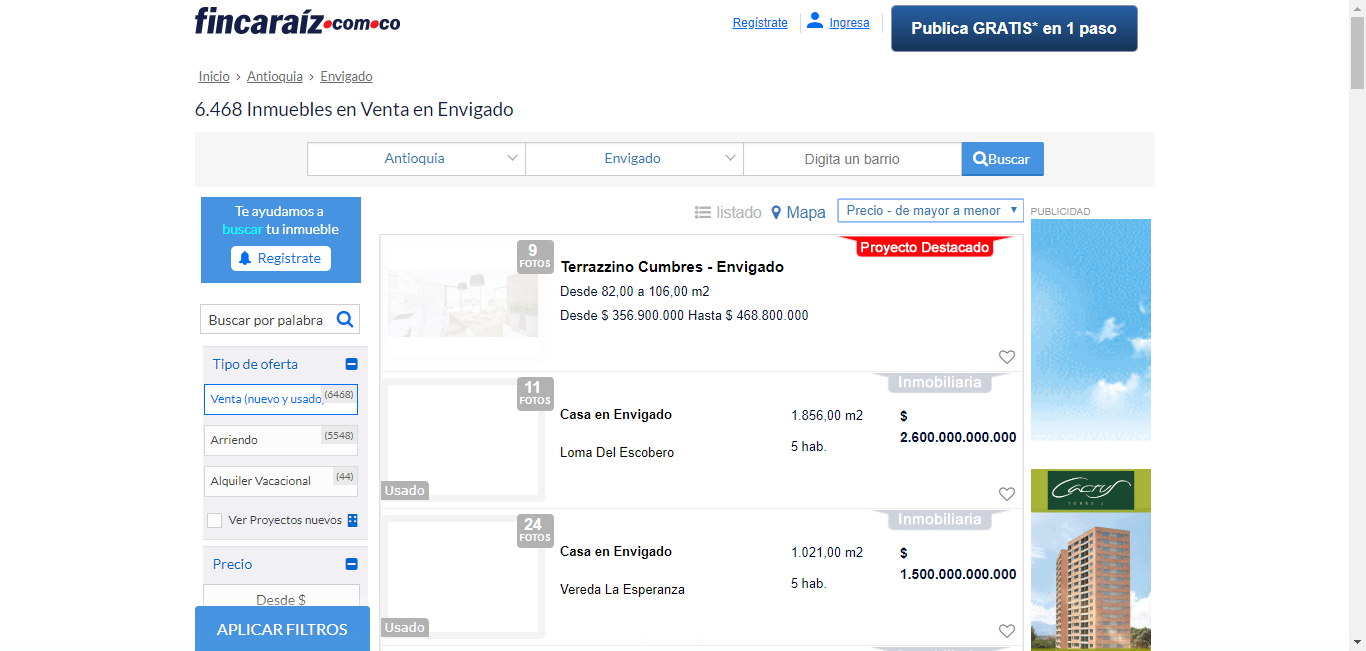 fincaraíz.com.co
Regístrate
Ingresa
Publica GRATIS* en 1 paso
Inicio › Antioquia › Envigado
6.468 Inmuebles en Venta en Envigado
Antioquia
Envigado
Digita un barrio
Buscar
Te ayudamos a
buscar tu inmueble
Registrate
listado
Mapa
Precio - de mayor a menor
PUBLICIDAD
Buscar por palabra
Tipo de oferta
Venta (nuevo y usado)
(6468)
Arriendo
(5548)
Alquiler Vacacional
(44)
Ver Proyectos nuevos
Precio
Desde $
APLICAR FILTROS
9
FOTOS
Proyecto Destacado
Terrazzino Cumbres - Envigado
Desde 82,00 a 106,00 m2
Desde $ 356.900.000 Hasta $ 468.800.000
11
FOTOS
Inmobiliaria
Casa en Envigado
1.856,00 m2
$
2.600.000.000.000
Loma Del Escobero
5 hab.
Usado
24
FOTOS
Inmobiliaria
Casa en Envigado
1.021,00 m2
$
1.500.000.000.000
Vereda La Esperanza
5 hab.
Usado
Inmobiliaria
Cactus